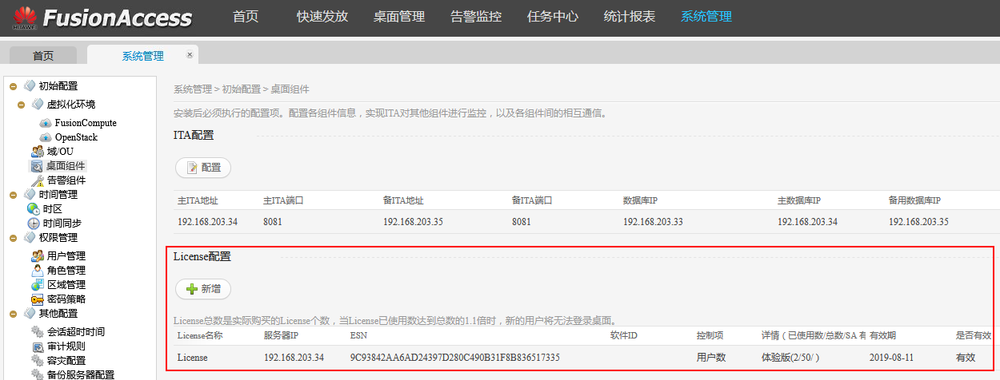 HUAWEI FusionAccess 首页 快速发放 桌面管理 告警监控 任务中心 统计报表 系统管理
首页 系统管理
初始配置
虚拟化环境
FusionCompute
OpenStack
域/OU
桌面组件
告警组件
时间管理
时区
时间同步
权限管理
用户管理
角色管理
区域管理
密码策略
其他配置
会话超时时间
审计规则
容灾配置
备份服务器配置
系统管理 > 初始配置 > 桌面组件
安装后必须执行的配置项。配置各组件信息，实现ITA对其他组件进行监控，以及各组件间的相互通信。
ITA配置
配置
主ITA地址 主ITA端口 备ITA地址 备ITA端口 数据库IP 主数据库IP 备用数据库IP
192.168.203.34 8081 192.168.203.35 8081 192.168.203.33 192.168.203.34 192.168.203.35
License配置
新增
License总数是实际购买的License个数，当License已使用数达到总数的1.1倍时，新的用户将无法登录桌面。
License名称 服务器IP ESN 软件ID 控制项 详情（已使用数/总数/SA 有 有效期 是否有效
License 192.168.203.34 9C93842AA6AD24397D280C490B31F8B836517335 用户数 体验版(2/50/ ) 2019-08-11 有效